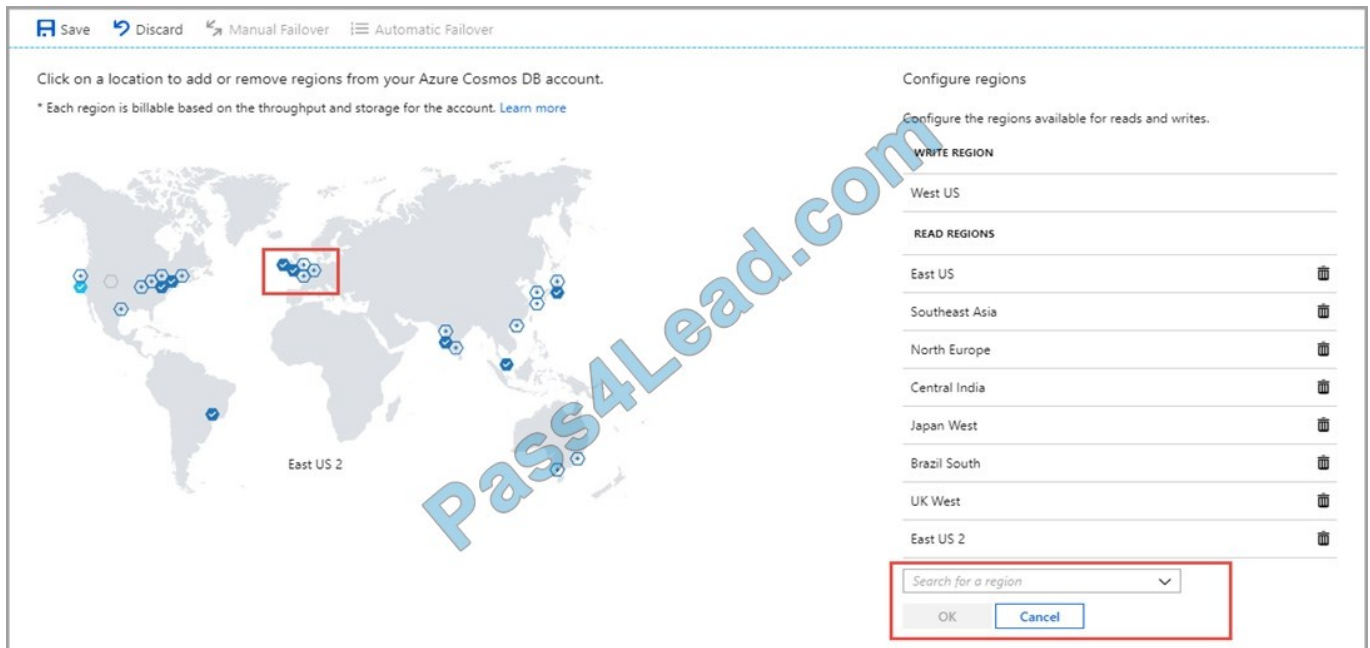 Save Discard Manual Failover Automatic Failover
Click on a location to add or remove regions from your Azure Cosmos DB account.
* Each region is billable based on the throughput and storage for the account. Learn more
East US 2
Configure regions
Configure the regions available for reads and writes.
WRITE REGION
West US
READ REGIONS
East US
Southeast Asia
North Europe
Central India
Japan West
Brazil South
UK West
East US 2
Search for a region
OK Cancel
Pass4Lead.com